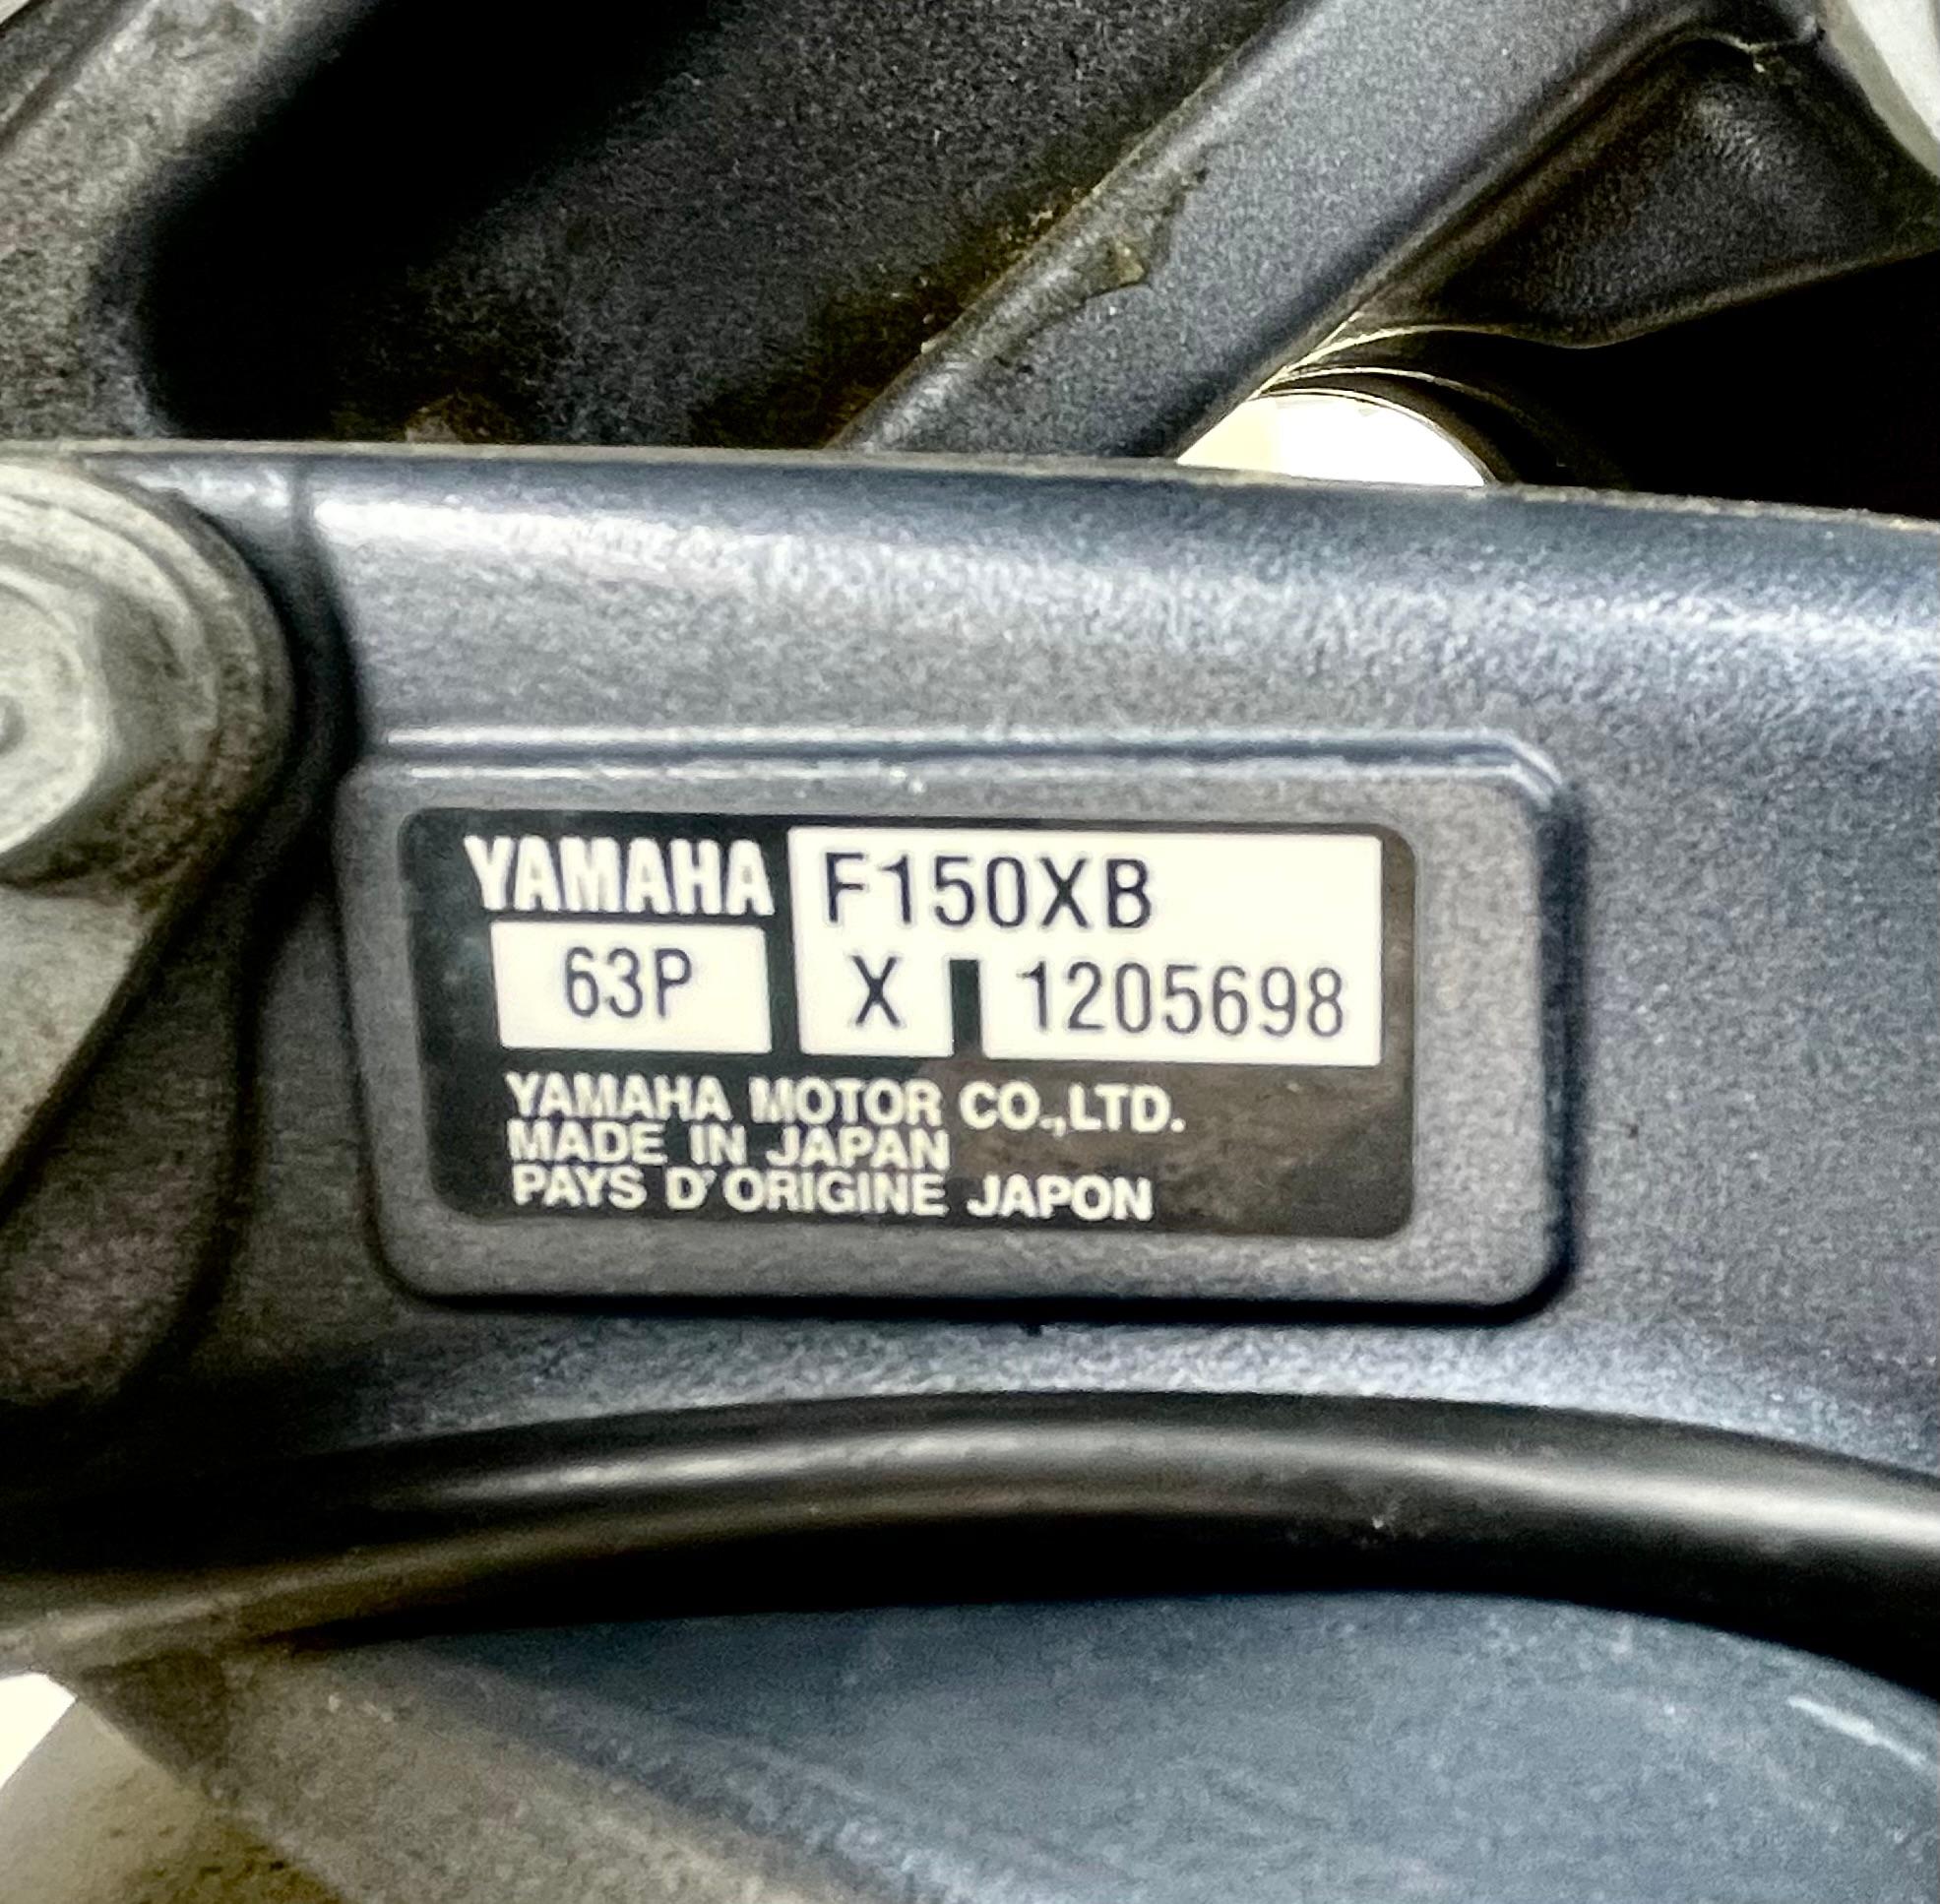 YAMAHA F150XB
63P X 1205698
YAMAHA MOTOR CO.,LTD.
MADE IN JAPAN
PAYS D'ORIGINE JAPON